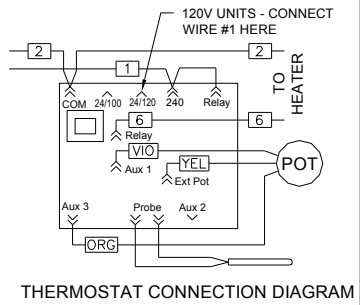 120V UNITS - CONNECT
WIRE #1 HERE
2
2
1
TO
HEATER
COM
24/100
24/120
240
Relay
6
6
Relay
VIO
Aux 1
YEL
Ext Pot
POT
Aux 3
Probe
Aux 2
ORG
THERMOSTAT CONNECTION DIAGRAM